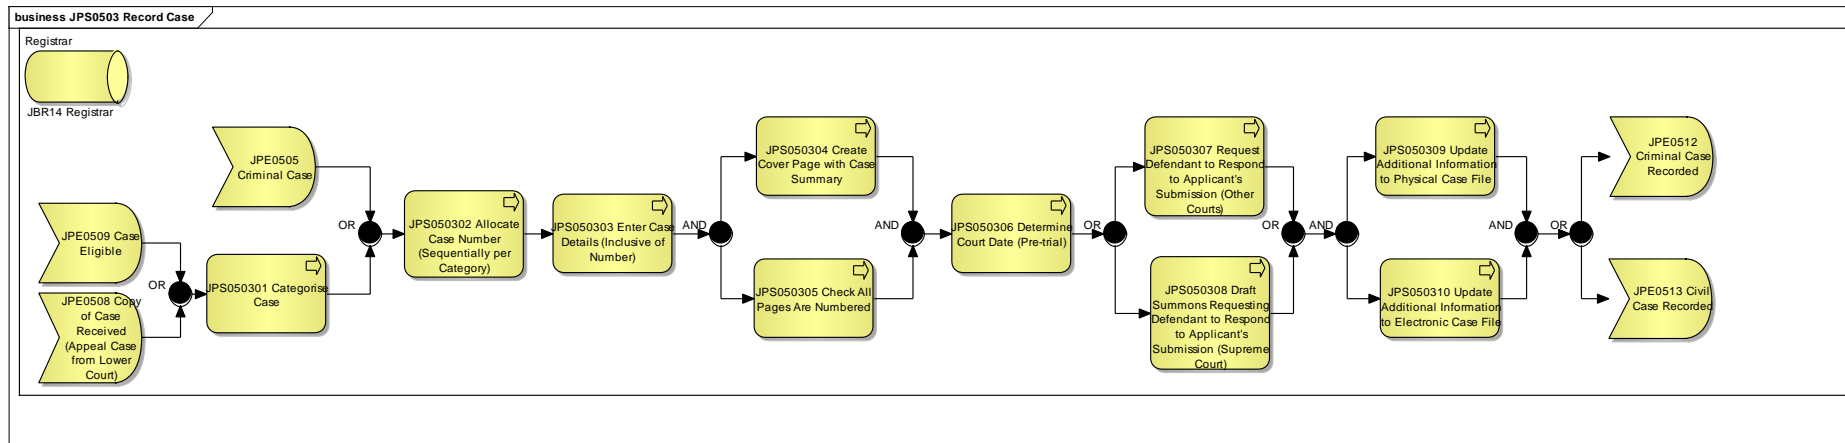 business JPS0503 Record Case
Registrar
JBR14 Registrar
JPE0505
Criminal Case
JPE0509 Case
Eligible
JPE0508 Copy
of Case
Received
(Appeal Case
from Lower
Court)
OR
JPS050301 Categorise
Case
OR
JPS050302 Allocate
Case Number
(Sequentially per
Category)
JPS050303 Enter Case
Details (Inclusive of
Number)
AND
JPS050304 Create
Cover Page with Case
Summary
JPS050305 Check All
Pages Are Numbered
AND
JPS050306 Determine
Court Date (Pre-trial)
OR
JPS050307 Request
Defendant to Respond
to Applicant's
Submission (Other
Courts)
JPS050308 Draft
Summons Requesting
Defendant to Respond
to Applicant's
Submission (Supreme
Court)
OR
AND
JPS050309 Update
Additional Information
to Physical Case File
JPS050310 Update
Additional Information
to Electronic Case File
AND
OR
JPE0512
Criminal Case
Recorded
JPE0513 Civil
Case Recorded